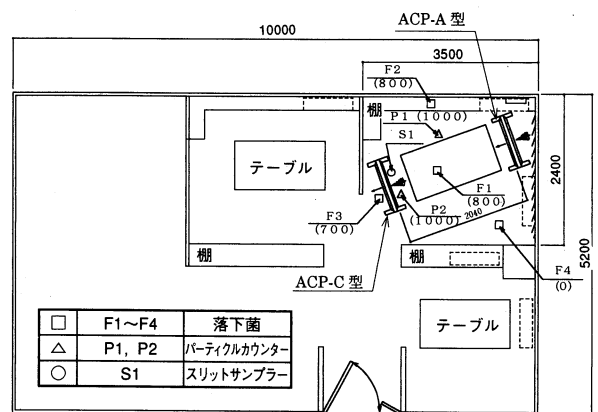 ACP-A 型
10000
3500
F2
(800)
棚
P1 (1000)
S1
テーブル
F1
(800)
2400
5200
F3
(700)
P2
(1000)
2040
F4
(0)
棚
棚
ACP-C 型
テーブル
□ F1～F4 落下菌
△ P1, P2 パーティクルカウンター
○ S1 スリットサンプラー